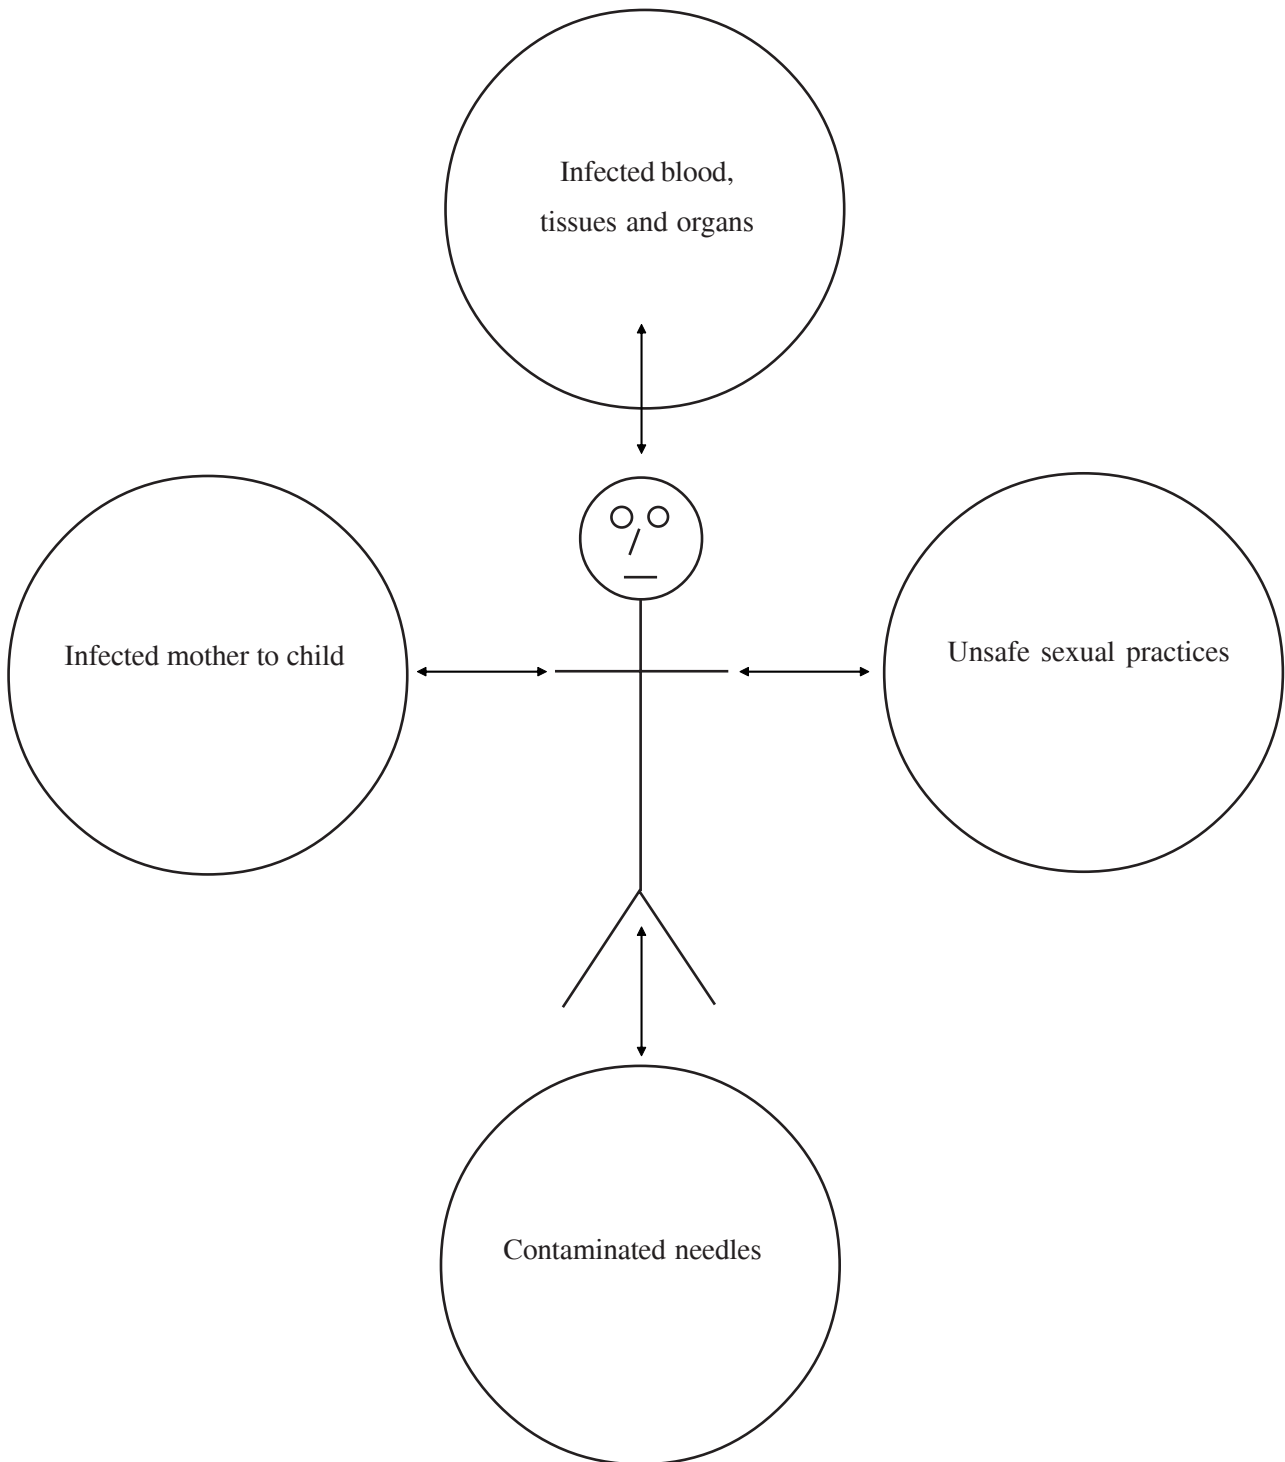 Infected blood,
tissues and organs
Infected mother to child
Unsafe sexual practices
Contaminated needles